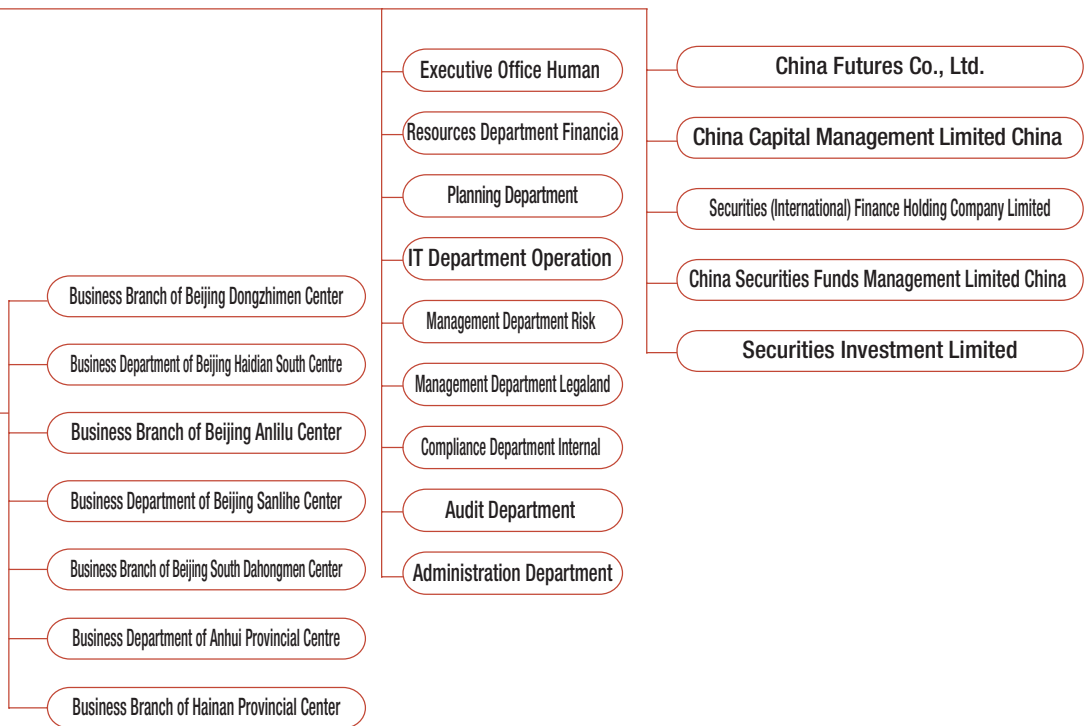 Business Branch of Beijing Dongzhimen Center
Business Department of Beijing Haidian South Centre
Business Branch of Beijing Anlilu Center
Business Department of Beijing Sanlihe Center
Business Branch of Beijing South Dahongmen Center
Business Department of Anhui Provincial Centre
Business Branch of Hainan Provincial Center
Executive Office Human
Resources Department Financia
Planning Department
IT Department Operation
Management Department Risk
Management Department Legaland
Compliance Department Internal
Audit Department
Administration Department
China Futures Co., Ltd.
China Capital Management Limited China
Securities (International) Finance Holding Company Limited
China Securities Funds Management Limited China
Securities Investment Limited